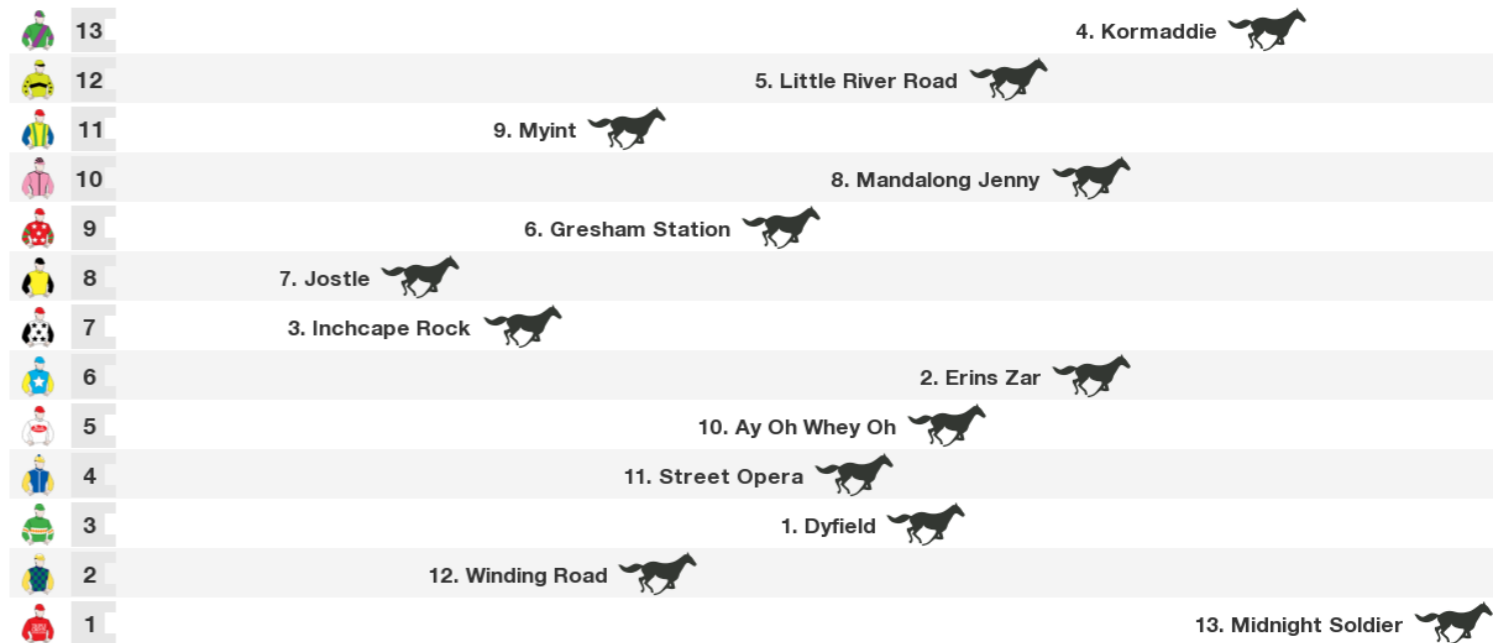 13 4. Kormaddie
12 5. Little River Road
11 9. Myint
10 8. Mandalong Jenny
9 6. Gresham Station
8 7. Jostle
7 3. Inchcape Rock
6 2. Erins Zar
5 10. Ay Oh Whey Oh
4 11. Street Opera
3 1. Dyfield
2 12. Winding Road
1 13. Midnight Soldier